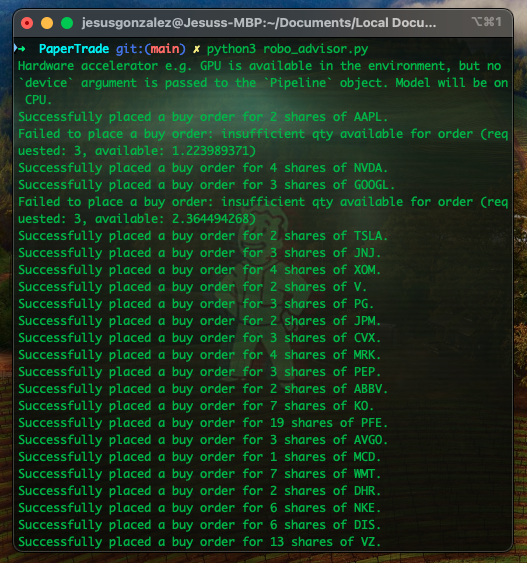 jesusgonzalez@Jesuss-MBP:~/Documents/Local Docu... ⌥⌘1
→ PaperTrade git:(main) ✗ python3 robo_advisor.py
Hardware accelerator e.g. GPU is available in the environment, but no
`device` argument is passed to the `Pipeline` object. Model will be on
CPU.
Successfully placed a buy order for 2 shares of AAPL.
Failed to place a buy order: insufficient qty available for order (req
uested: 3, available: 1.223989371)
Successfully placed a buy order for 4 shares of NVDA.
Successfully placed a buy order for 3 shares of GOOGL.
Failed to place a buy order: insufficient qty available for order (req
uested: 3, available: 2.364494268)
Successfully placed a buy order for 2 shares of TSLA.
Successfully placed a buy order for 3 shares of JNJ.
Successfully placed a buy order for 4 shares of XOM.
Successfully placed a buy order for 2 shares of V.
Successfully placed a buy order for 3 shares of PG.
Successfully placed a buy order for 2 shares of JPM.
Successfully placed a buy order for 3 shares of CVX.
Successfully placed a buy order for 4 shares of MRK.
Successfully placed a buy order for 3 shares of PEP.
Successfully placed a buy order for 2 shares of ABBV.
Successfully placed a buy order for 7 shares of KO.
Successfully placed a buy order for 19 shares of PFE.
Successfully placed a buy order for 3 shares of AVGO.
Successfully placed a buy order for 1 shares of MCD.
Successfully placed a buy order for 7 shares of WMT.
Successfully placed a buy order for 2 shares of DHR.
Successfully placed a buy order for 6 shares of NKE.
Successfully placed a buy order for 6 shares of DIS.
Successfully placed a buy order for 13 shares of VZ.